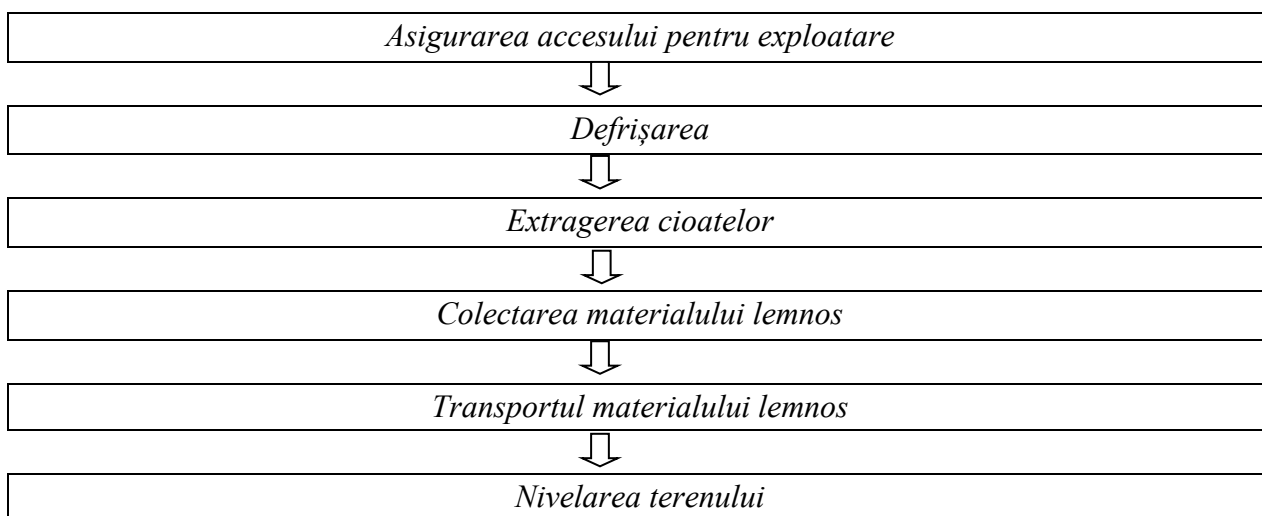 Asigurarea accesului pentru exploatare
Defrișarea
Extragerea cioatelor
Colectarea materialului lemnos
Transportul materialului lemnos
Nivelarea terenului